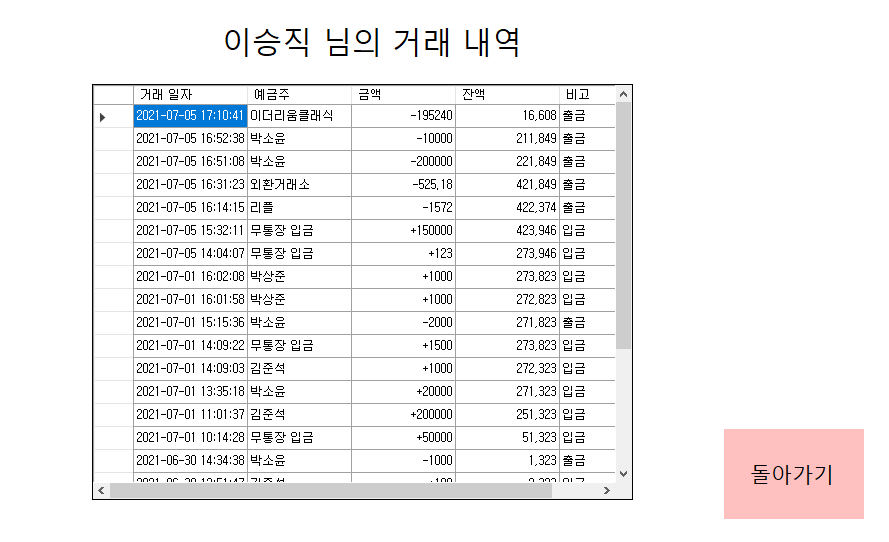 이승직 님의 거래 내역
거래 일자 예금주 금액 잔액 비고
2021-07-05 17:10:41 이더리움클래식 -195240 16,608 출금
2021-07-05 16:52:38 박소윤 -10000 211,849 출금
2021-07-05 16:51:08 박소윤 -200000 221,849 출금
2021-07-05 16:31:23 외환거래소 -525.18 421,849 출금
2021-07-05 16:14:15 리플 -1572 422,374 출금
2021-07-05 15:32:11 무통장 입금 +150000 423,946 입금
2021-07-05 14:04:07 무통장 입금 +123 273,946 입금
2021-07-01 16:02:08 박상준 +1000 273,823 입금
2021-07-01 16:01:58 박상준 +1000 272,823 입금
2021-07-01 15:15:36 박소윤 -2000 271,823 출금
2021-07-01 14:09:22 무통장 입금 +1500 273,823 입금
2021-07-01 14:09:03 김준석 +1000 272,323 입금
2021-07-01 13:35:18 박소윤 +20000 271,323 입금
2021-07-01 11:01:37 김준석 +200000 251,323 입금
2021-07-01 10:14:28 무통장 입금 +50000 51,323 입금
2021-06-30 14:34:38 박소윤 -1000 1,323 출금
돌아가기